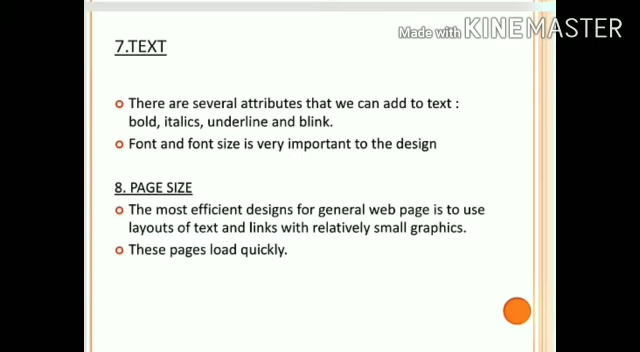 Made with KINEMASTER
7.TEXT
There are several attributes that we can add to text :
bold, italics, underline and blink.
Font and font size is very important to the design
8. PAGE SIZE
The most efficient designs for general web page is to use
layouts of text and links with relatively small graphics.
These pages load quickly.